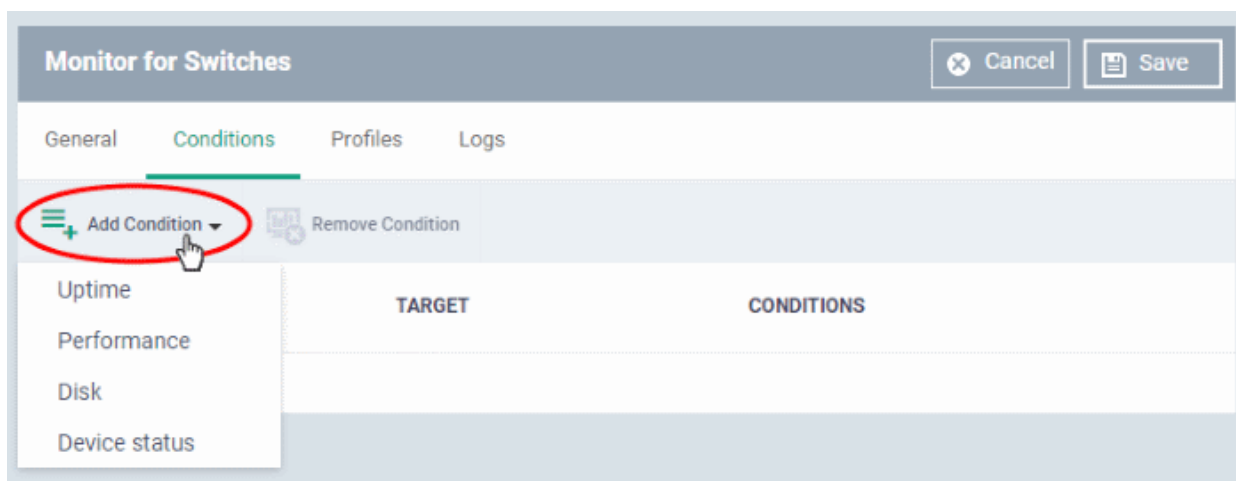 Monitor for Switches Cancel Save
General Conditions Profiles Logs
Add Condition Remove Condition
Uptime
TARGET CONDITIONS
Performance
Disk
Device status